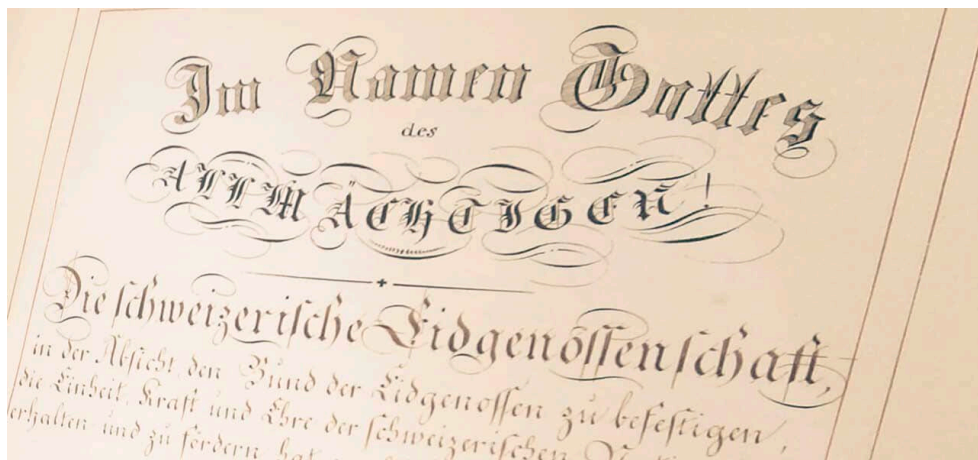 Im Namen Gottes
des
ALLMÄCHTIGEN!
Die schweizerische Eidgenossenschaft,
in der Absicht, den Bund der Eidgenossen zu befestigen,
die Einheit, Kraft und Ehre der schweizerischen
erhalten und zu fördern, hat